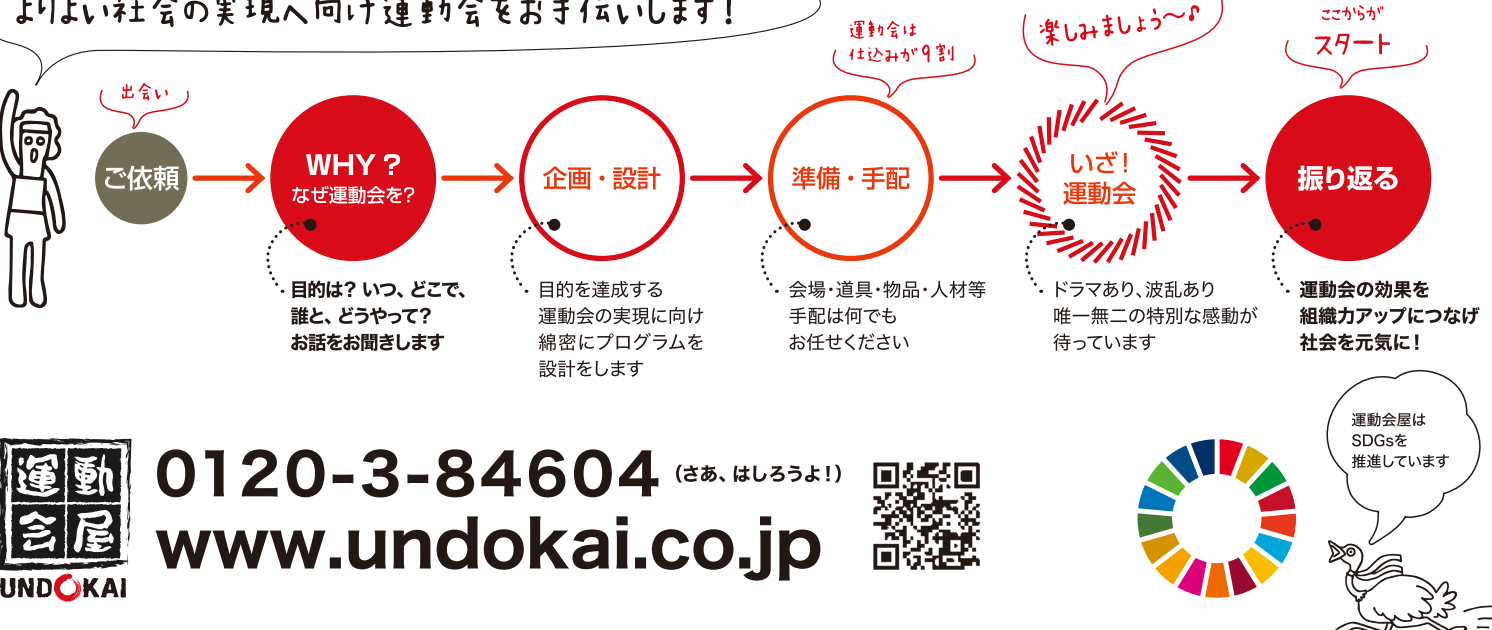 よりよい社会の実現へ向け運動会をお手伝いします！
出会い
運動会は
仕込みが9割
楽しみましょう〜♪
ここからが
スタート
ご依頼
WHY？
なぜ運動会を？
企画・設計
準備・手配
いざ！
運動会
振り返る
目的は？いつ、どこで、
誰と、どうやって？
お話をお聞きします
目的を達成する
運動会の実現に向け
綿密にプログラムを
設計をします
会場・道具・物品・人材等
手配は何でも
お任せください
ドラマあり、波乱あり
唯一無二の特別な感動が
待っています
運動会の効果を
組織力アップにつなげ
社会を元気に！
運動会屋は
SDGsを
推進しています
運動
会屋
UNDOKAI
0120-3-84604（さあ、はしろうよ！）
www.undokai.co.jp